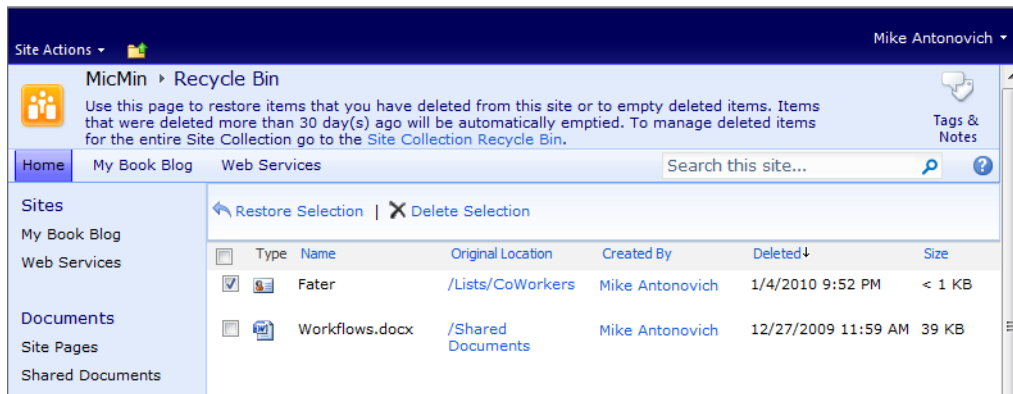 Mike Antonovich
Site Actions
MicMin ▸ Recycle Bin
Use this page to restore items that you have deleted from this site or to empty deleted items. Items
that were deleted more than 30 day(s) ago will be automatically emptied. To manage deleted items
for the entire Site Collection go to the Site Collection Recycle Bin.
Tags &
Notes
Home My Book Blog Web Services Search this site...
Sites
My Book Blog
Web Services
Documents
Site Pages
Shared Documents
Restore Selection | Delete Selection
Type Name Original Location Created By Deleted↓ Size
Fater /Lists/CoWorkers Mike Antonovich 1/4/2010 9:52 PM < 1 KB
Workflows.docx /Shared Mike Antonovich 12/27/2009 11:59 AM 39 KB
Documents